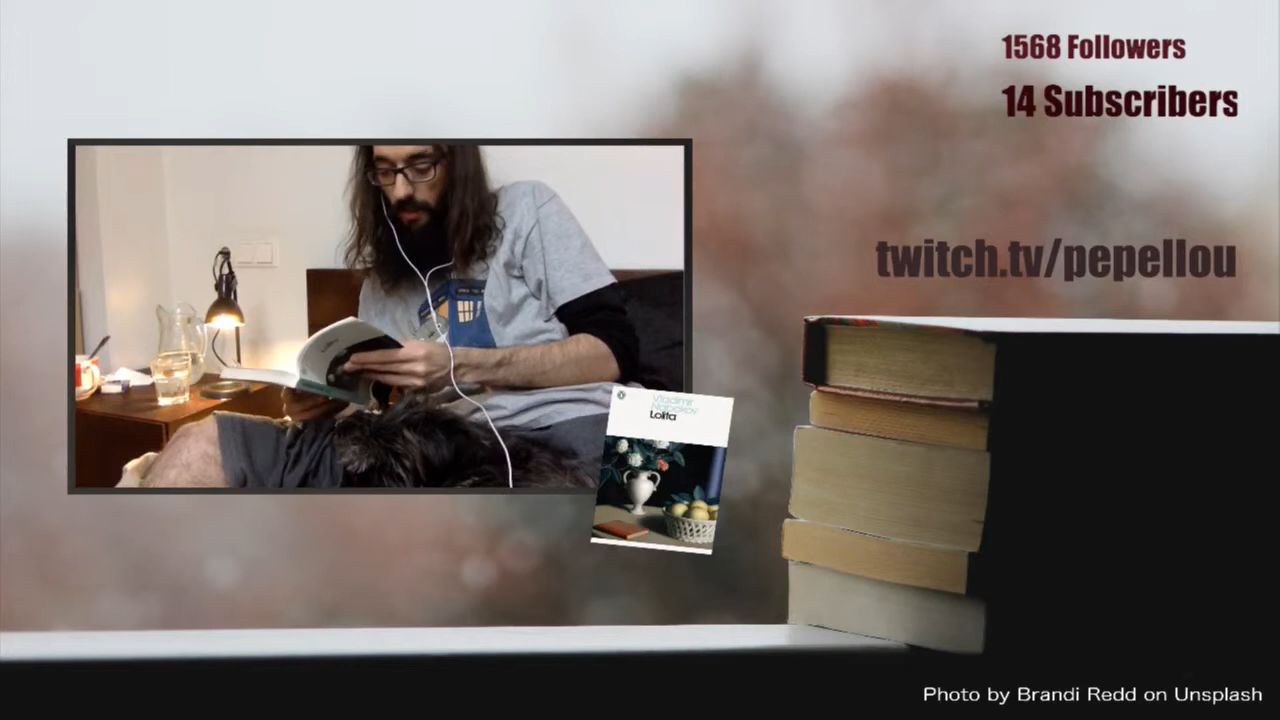 1568 Followers
14 Subscribers
twitch.tv/pepellou
Vladimir
Nabokov
Lolita
Photo by Brandi Redd on Unsplash